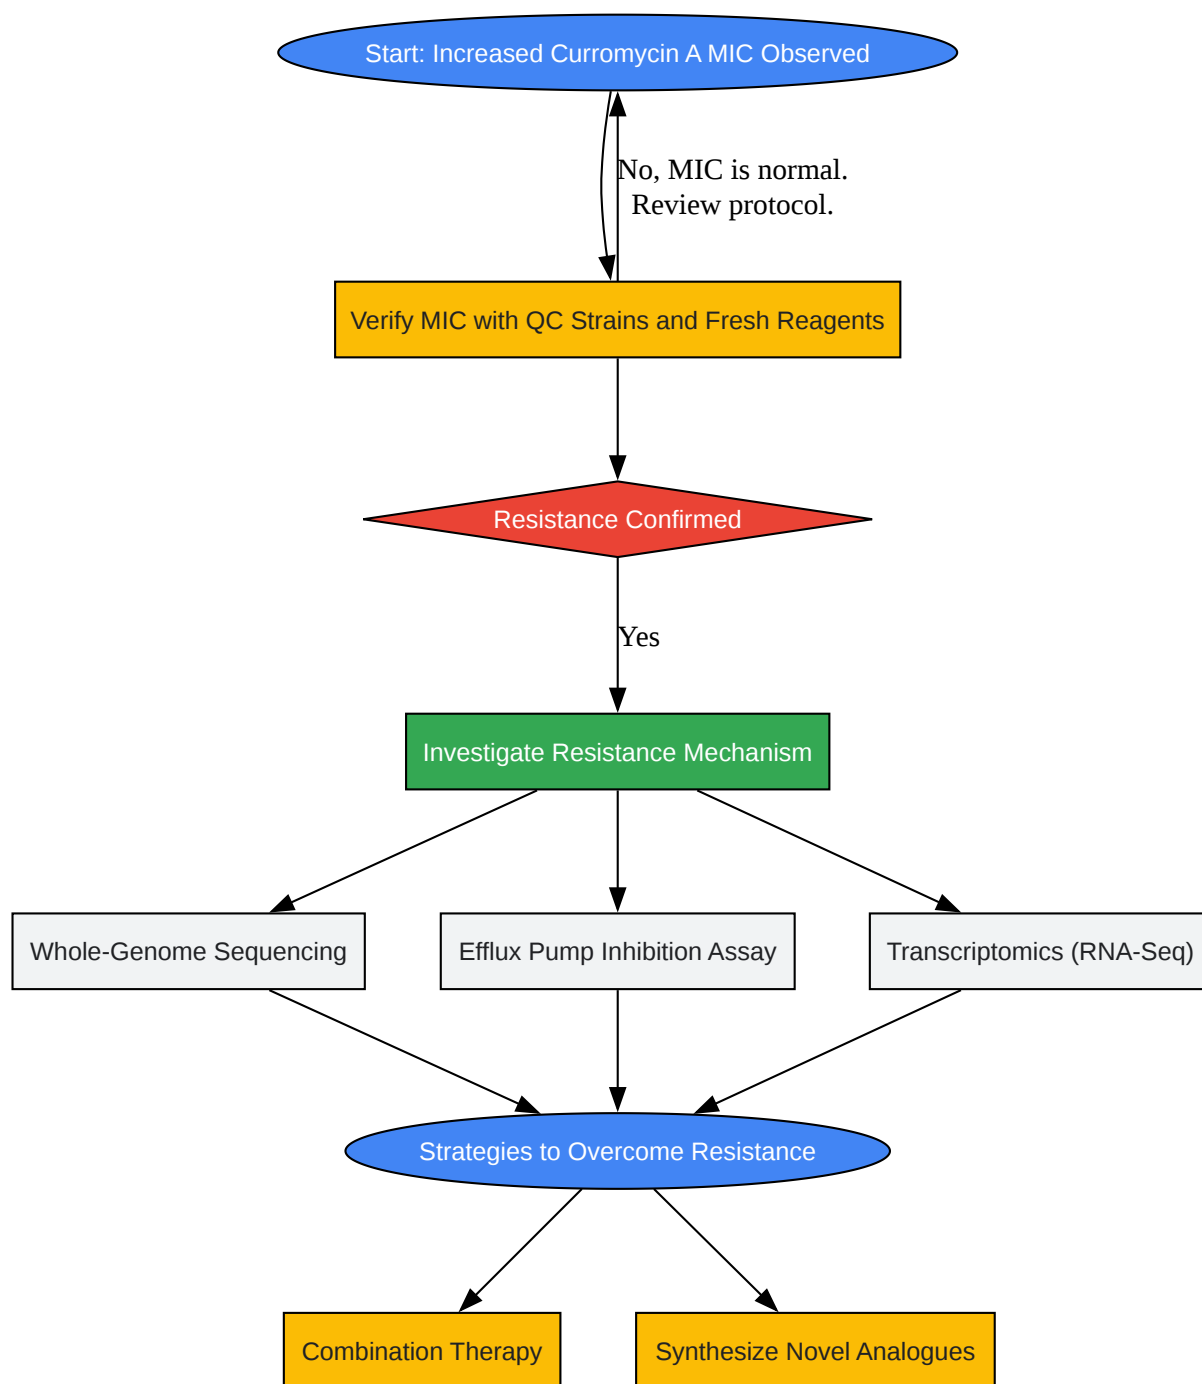 Start: Increased Curromycin A MIC Observed
No, MIC is normal.
Review protocol.
Verify MIC with QC Strains and Fresh Reagents
Resistance Confirmed
Yes
Investigate Resistance Mechanism
Whole-Genome Sequencing
Efflux Pump Inhibition Assay
Transcriptomics (RNA-Seq)
Strategies to Overcome Resistance
Combination Therapy
Synthesize Novel Analogues